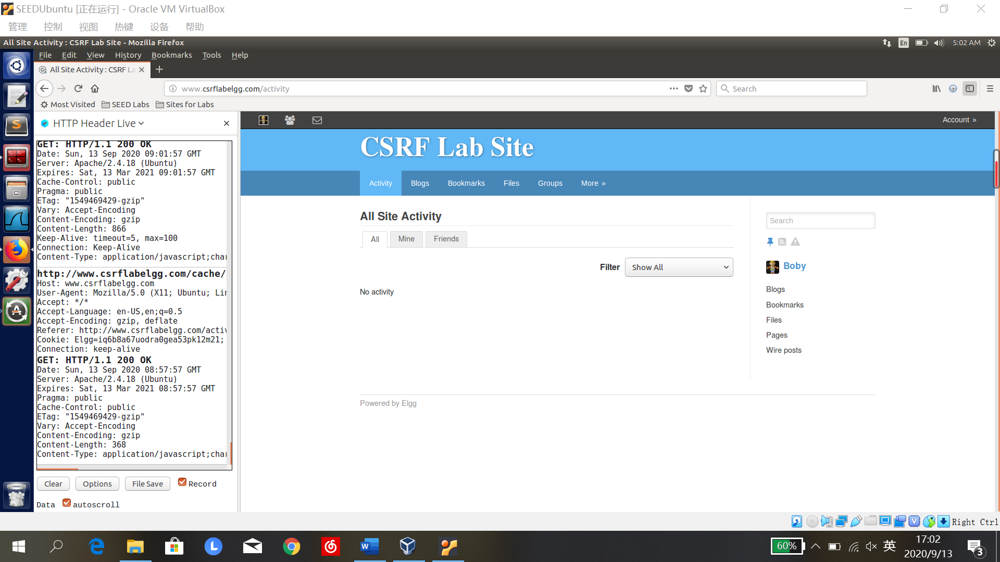 SEEDUbuntu [正在运行] - Oracle VM VirtualBox
管理 控制 视图 热键 设备 帮助
All Site Activity : CSRF Lab Site - Mozilla Firefox
En 5:02 AM
File Edit View History Bookmarks Tools Help
All Site Activity : CSRF La
www.csrflabelgg.com/activity
Search
Most Visited SEED Labs Sites for Labs
HTTP Header Live
GET: HTTP/1.1 200 OK
Date: Sun, 13 Sep 2020 09:01:57 GMT
Server: Apache/2.4.18 (Ubuntu)
Expires: Sat, 13 Mar 2021 09:01:57 GMT
Cache-Control: public
Pragma: public
ETag: "1549469429-gzip"
Vary: Accept-Encoding
Content-Encoding: gzip
Content-Length: 866
Keep-Alive: timeout=5, max=100
Connection: Keep-Alive
Content-Type: application/javascript;char
http://www.csrflabelgg.com/cache/
Host: www.csrflabelgg.com
User-Agent: Mozilla/5.0 (X11; Ubuntu; Lin
Accept: */*
Accept-Language: en-US,en;q=0.5
Accept-Encoding: gzip, deflate
Referer: http://www.csrflabelgg.com/activ
Cookie: Elgg=iq6b8a67uodra0gea53pk12m21;
Connection: keep-alive
GET: HTTP/1.1 200 OK
Date: Sun, 13 Sep 2020 08:57:57 GMT
Server: Apache/2.4.18 (Ubuntu)
Expires: Sat, 13 Mar 2021 08:57:57 GMT
Pragma: public
Cache-Control: public
ETag: "1549469429-gzip"
Vary: Accept-Encoding
Content-Encoding: gzip
Content-Length: 368
Content-Type: application/javascript;char
Clear Options File Save Record
Data autoscroll
Account »
CSRF Lab Site
Activity Blogs Bookmarks Files Groups More »
All Site Activity
All Mine Friends
Filter Show All
No activity
Search
Boby
Blogs
Bookmarks
Files
Pages
Wire posts
Powered by Elgg
Right Ctrl
60%
英
17:02
2020/9/13
3